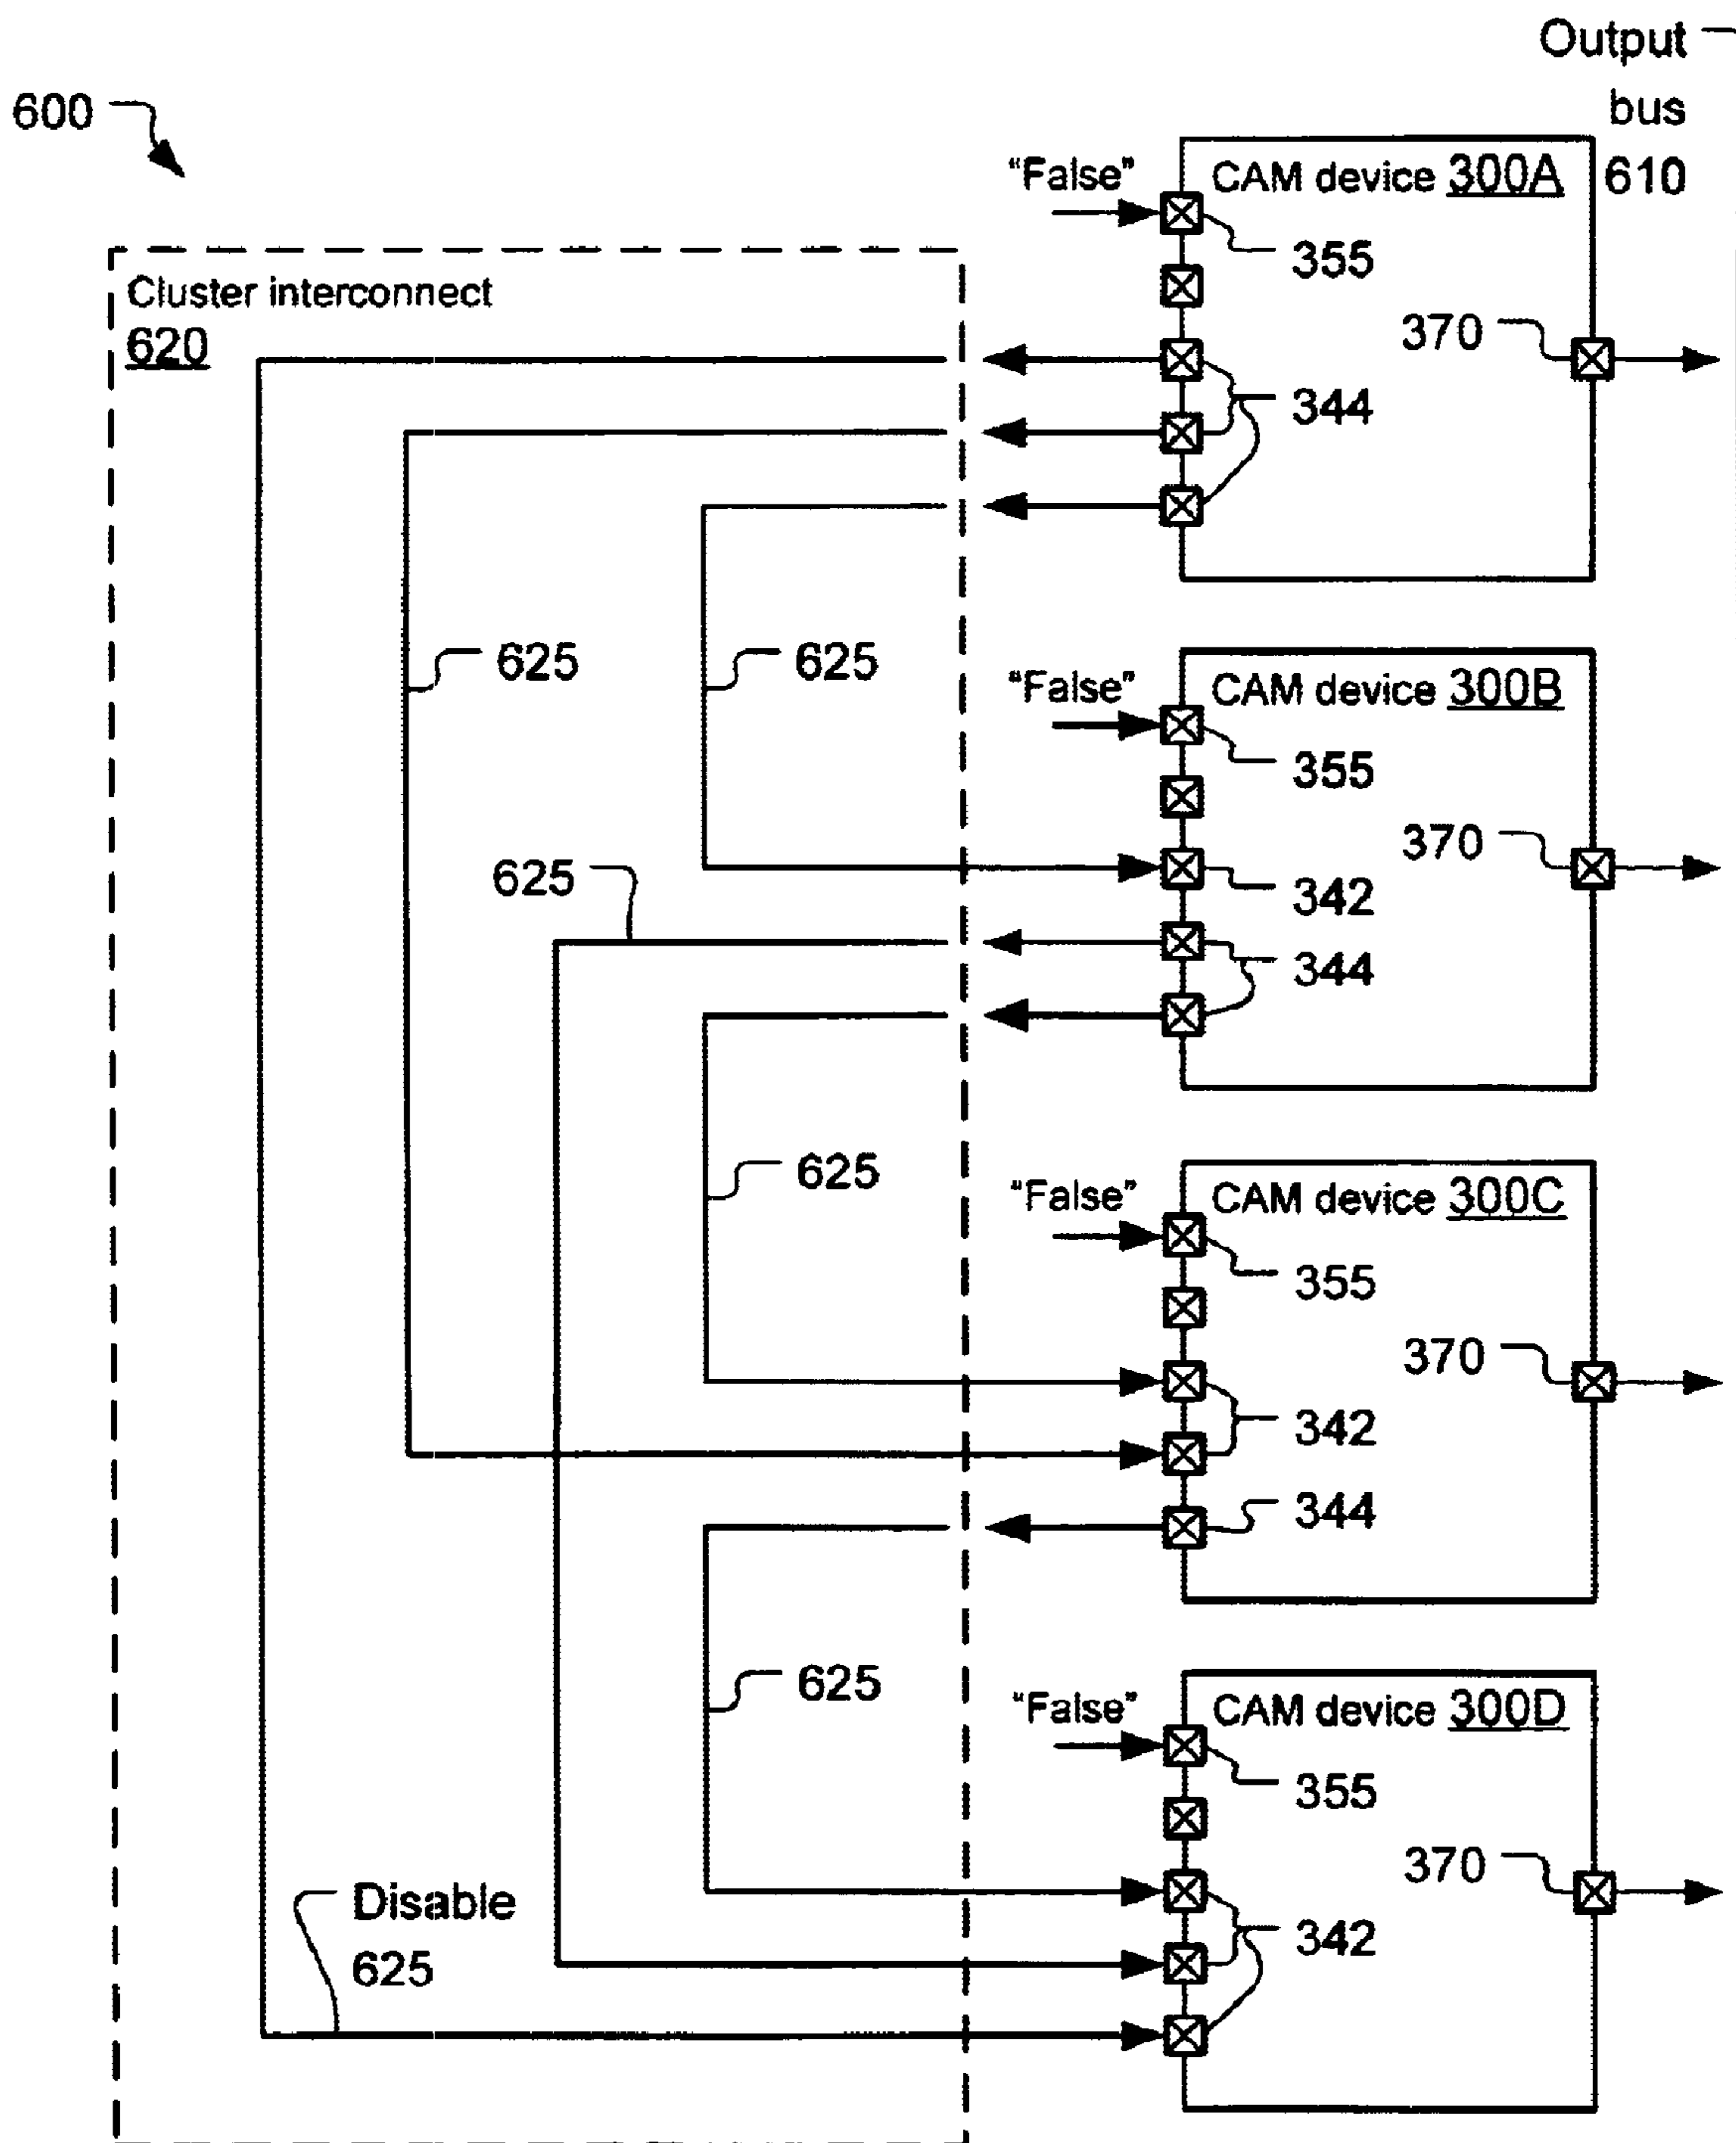 Output
600
bus
"False"
CAM device 300A
610
355
Cluster interconnect
620
370
344
625
625
"False"
CAM device 300B
355
370
625
342
344
625
"False"
CAM device 300C
355
370
342
344
625
"False"
CAM device 300D
355
370
Disable
342
625